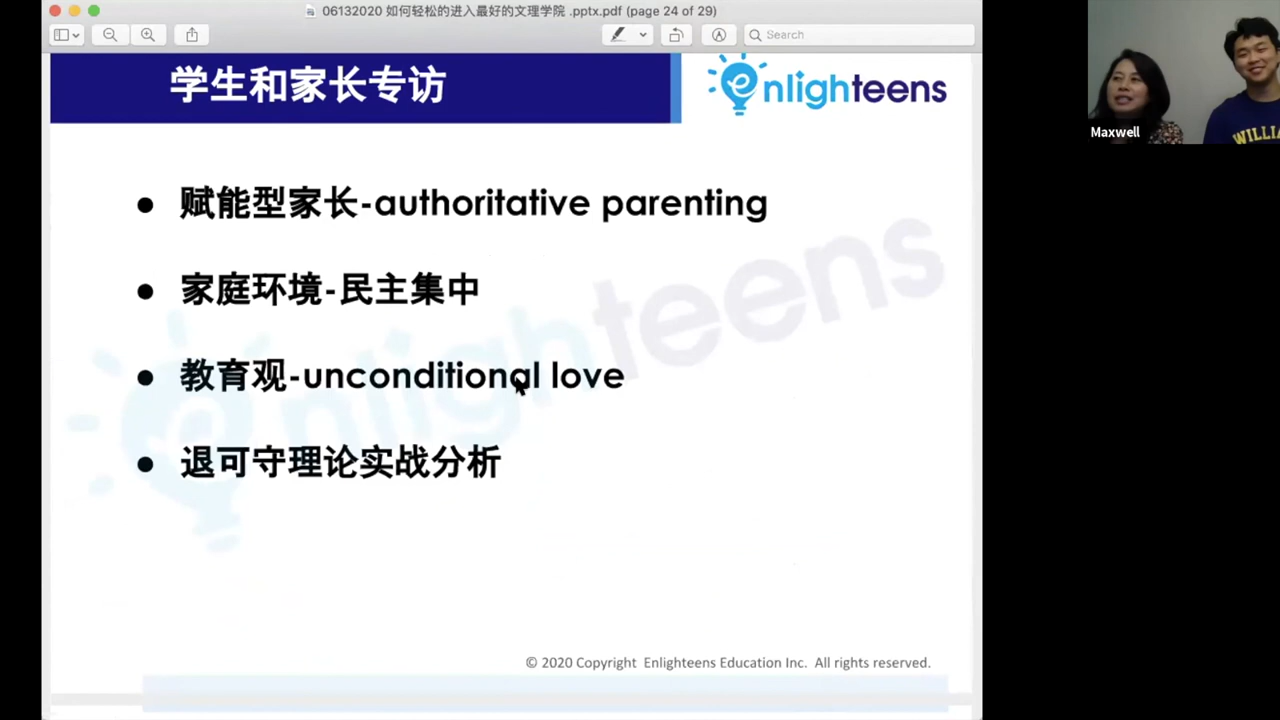 06132020 如何轻松的进入最好的文理学院 .pptx.pdf (page 24 of 29)
Search
学生和家长专访
enlighteens
赋能型家长-authoritative parenting
家庭环境-民主集中
教育观-unconditional love
退可守理论实战分析
enlighteens
© 2020 Copyright Enlighteens Education Inc. All rights reserved.
Maxwell